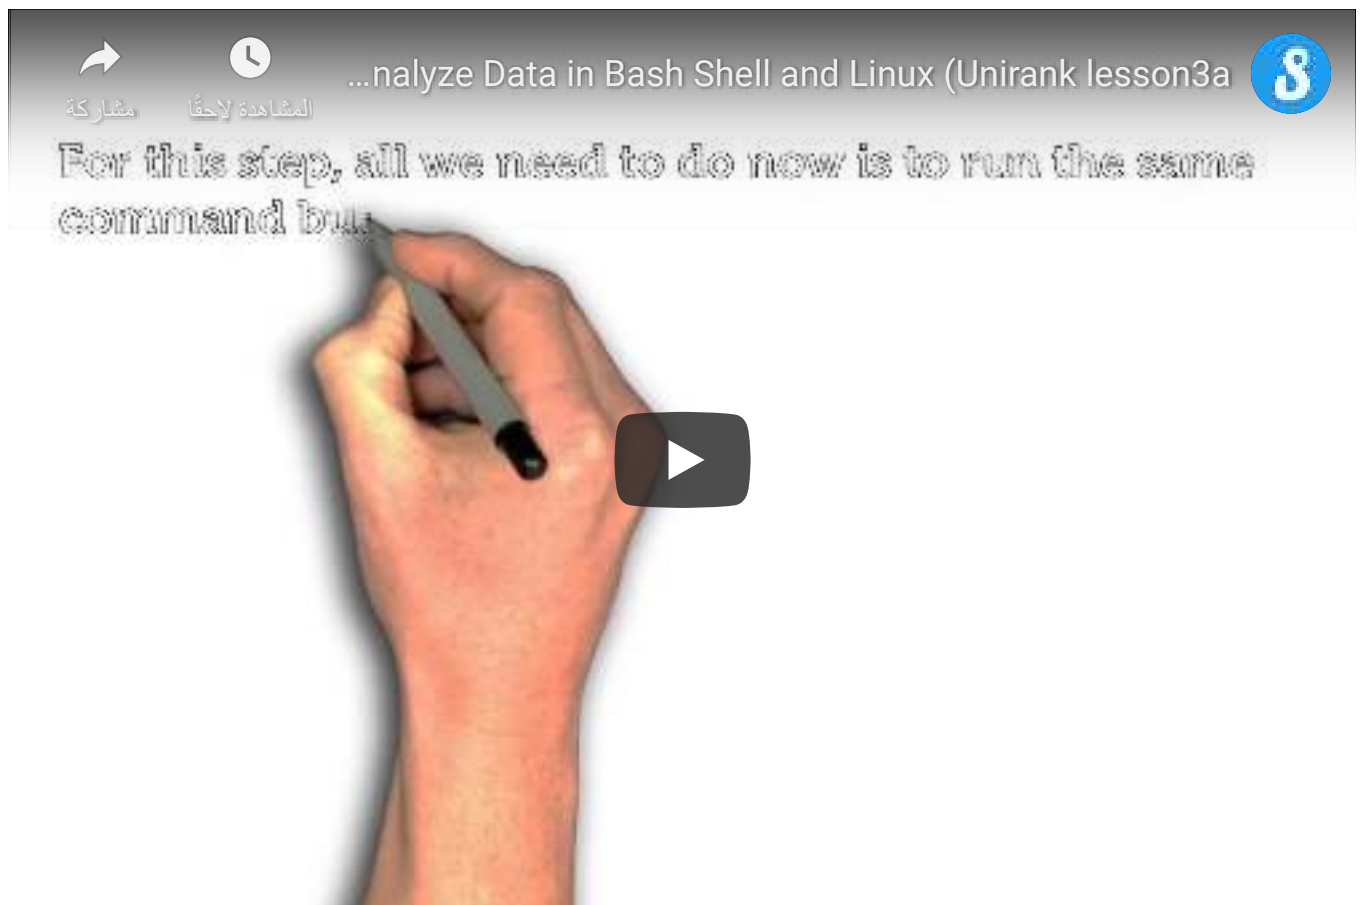 ...nalyze Data in Bash Shell and Linux (Unirank lesson3a
المشاهدة لاحقًا
مشاركة
For this step, all we need to do now is to run the same
command but